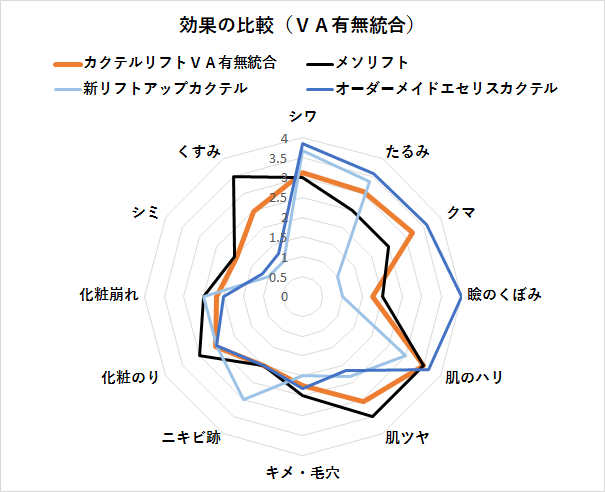 効果の比較（ＶＡ有無統合）
カクテルリフトＶＡ有無統合
メソリフト
新リフトアップカクテル
オーダーメイドエセリスカクテル
シワ
たるみ
クマ
瞼のくぼみ
肌のハリ
肌ツヤ
キメ・毛穴
ニキビ跡
化粧のり
化粧崩れ
シミ
くすみ
4
3.5
3
2.5
2
1.5
1
0.5
0